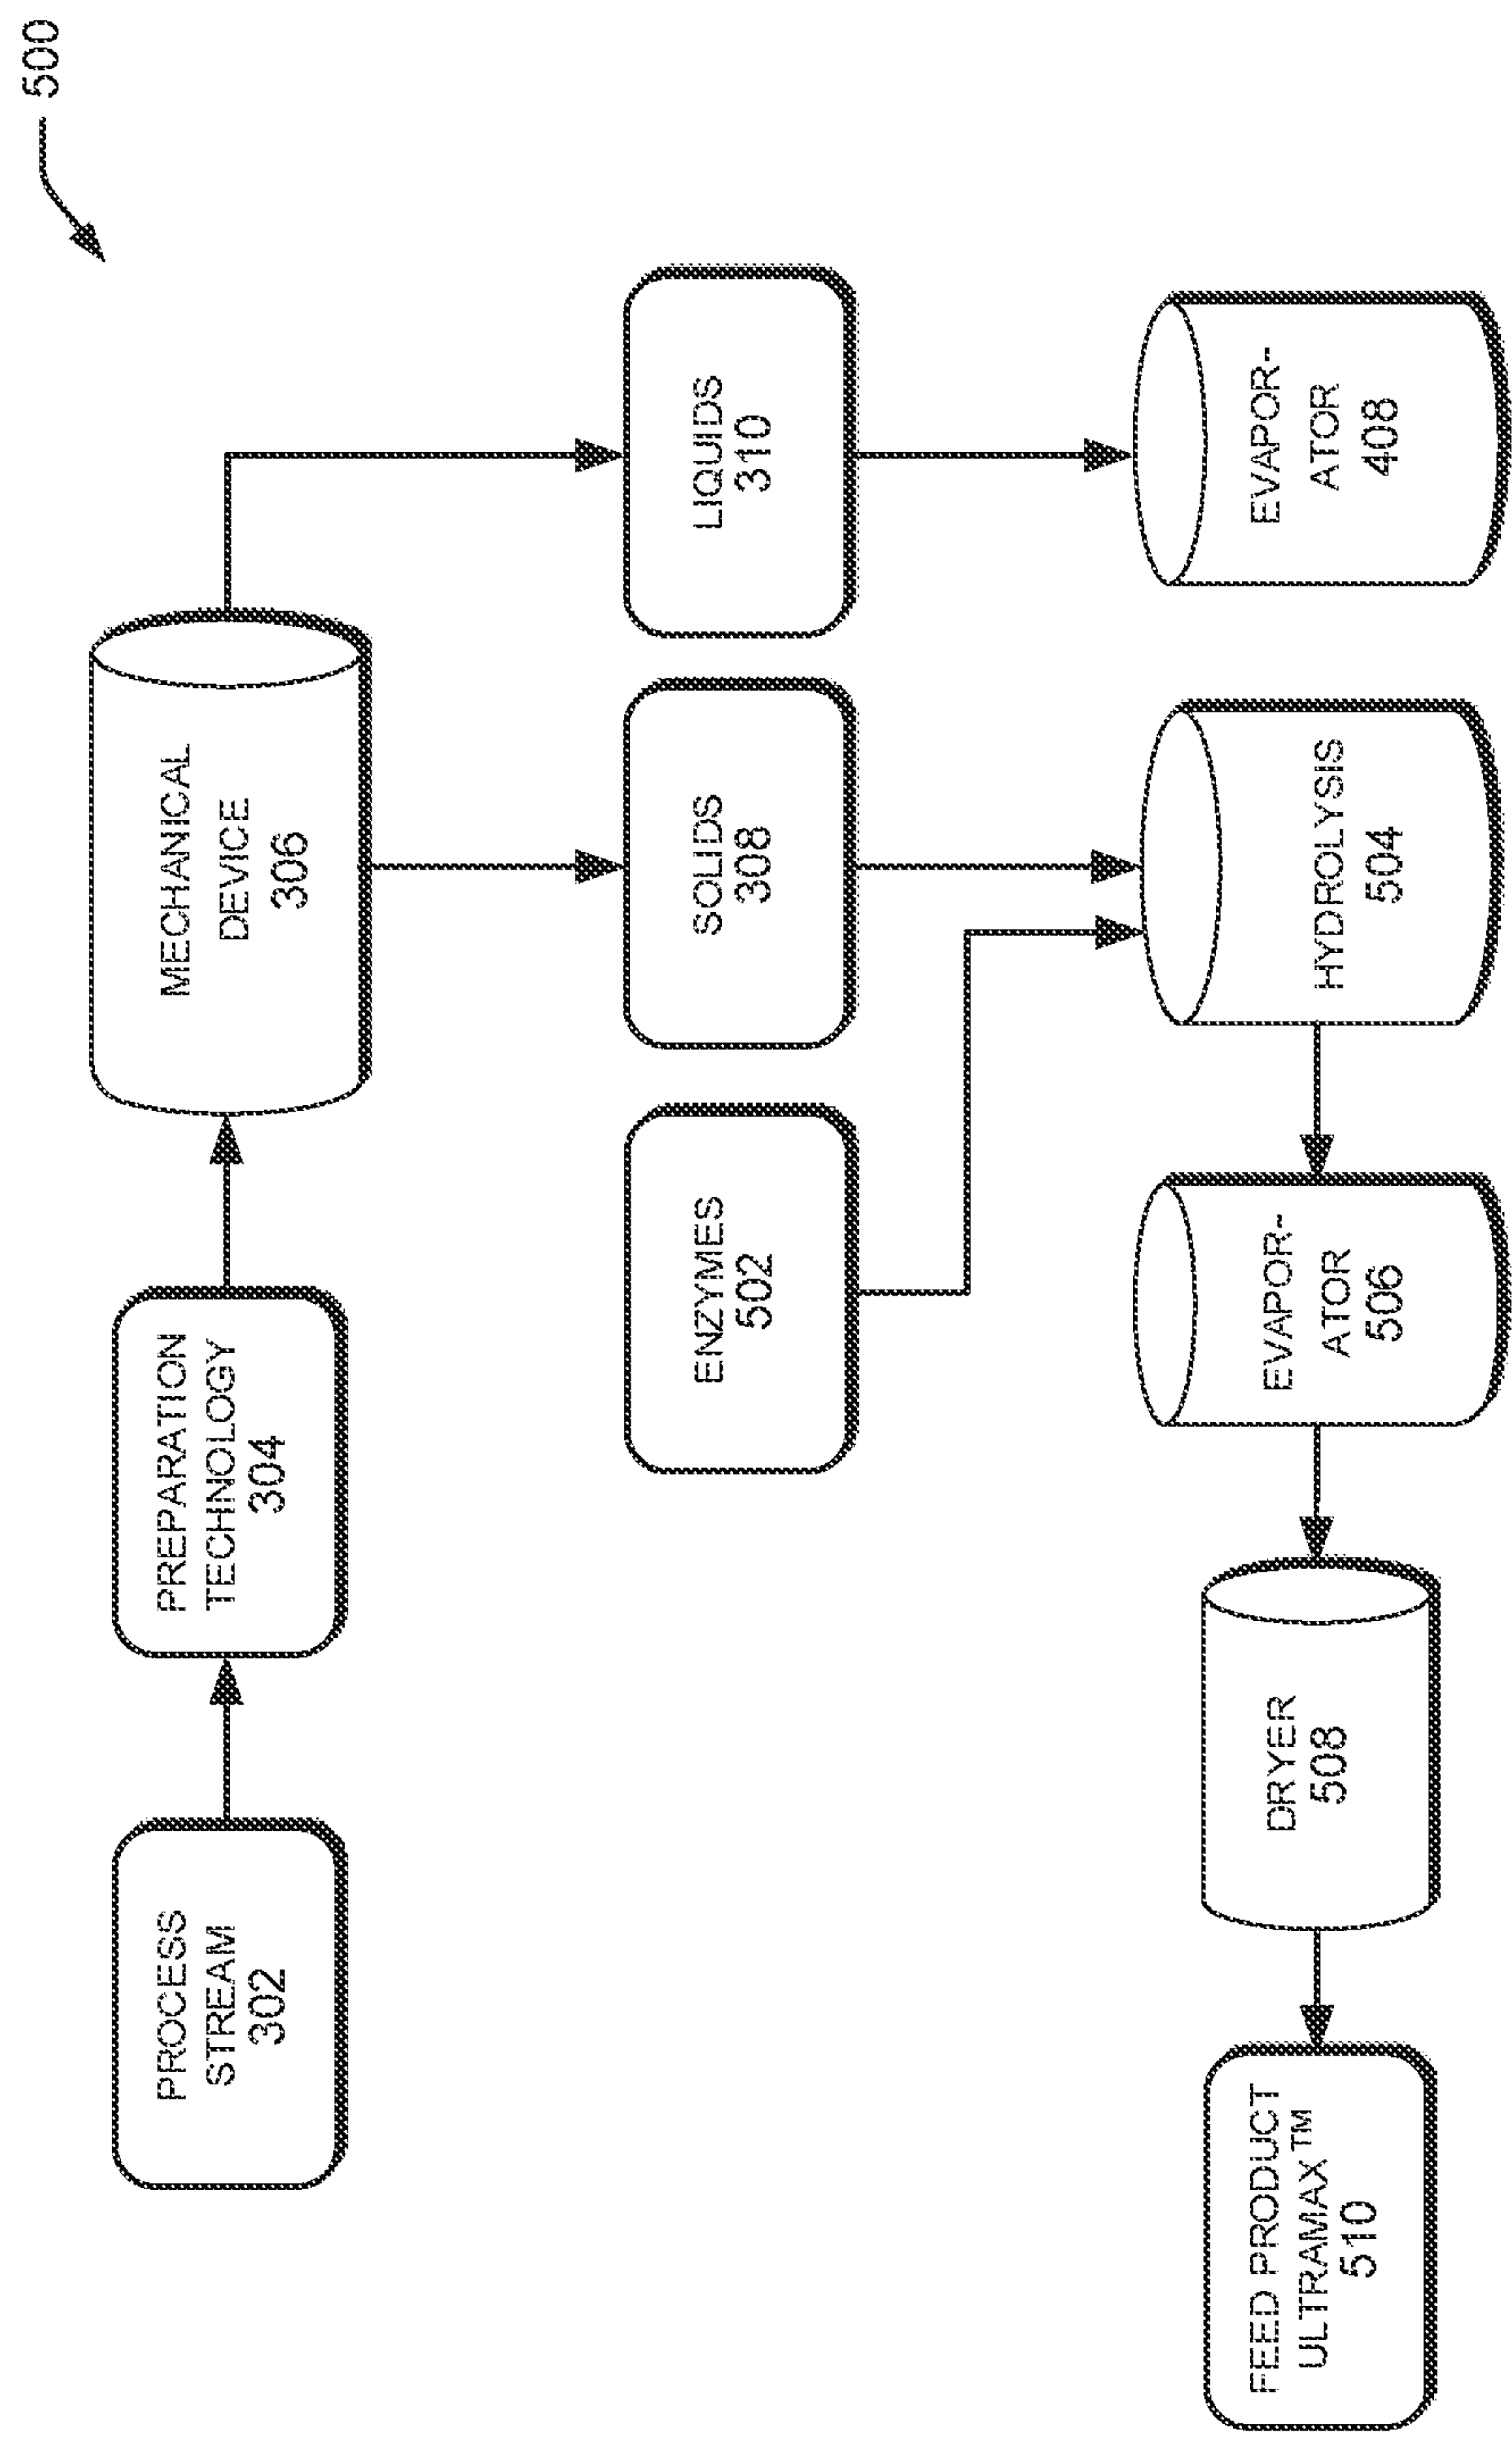 500
PROCESS
STREAM
302
PREPARATION
TECHNOLOGY
304
MECHANICAL
DEVICE
306
ENZYMES
502
SOLIDS
308
LIQUIDS
310
FEED PRODUCT
ULTRAMAX™
510
DRYER
508
EVAPOR-
ATOR
506
HYDROLYSIS
504
EVAPOR-
ATOR
408